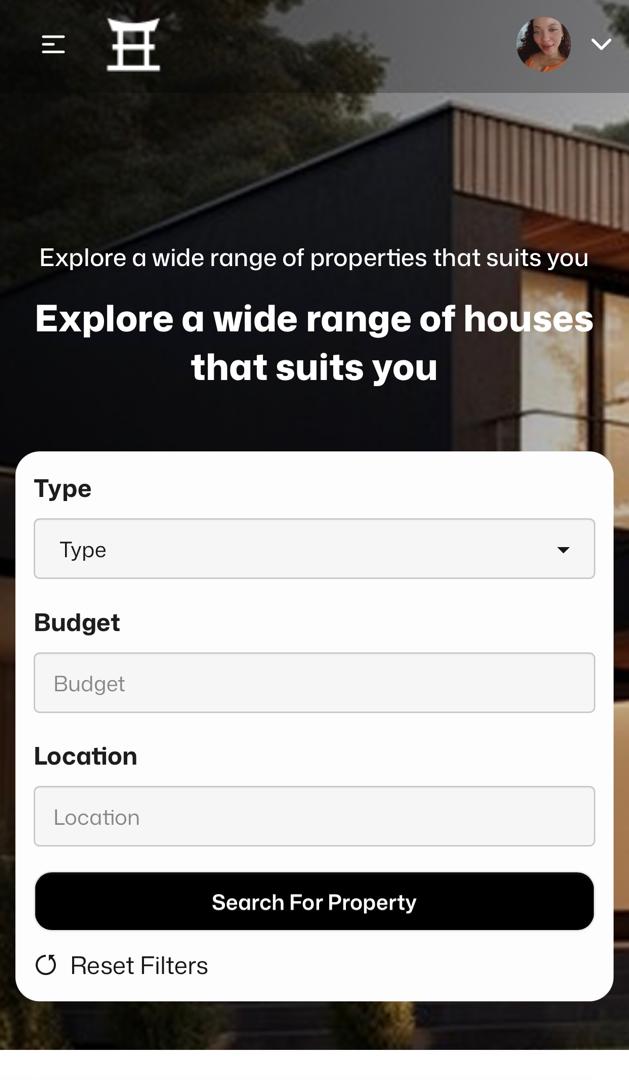 Explore a wide range of properties that suits you
Explore a wide range of houses
that suits you
Type
Type
Budget
Budget
Location
Location
Search For Property
Reset Filters